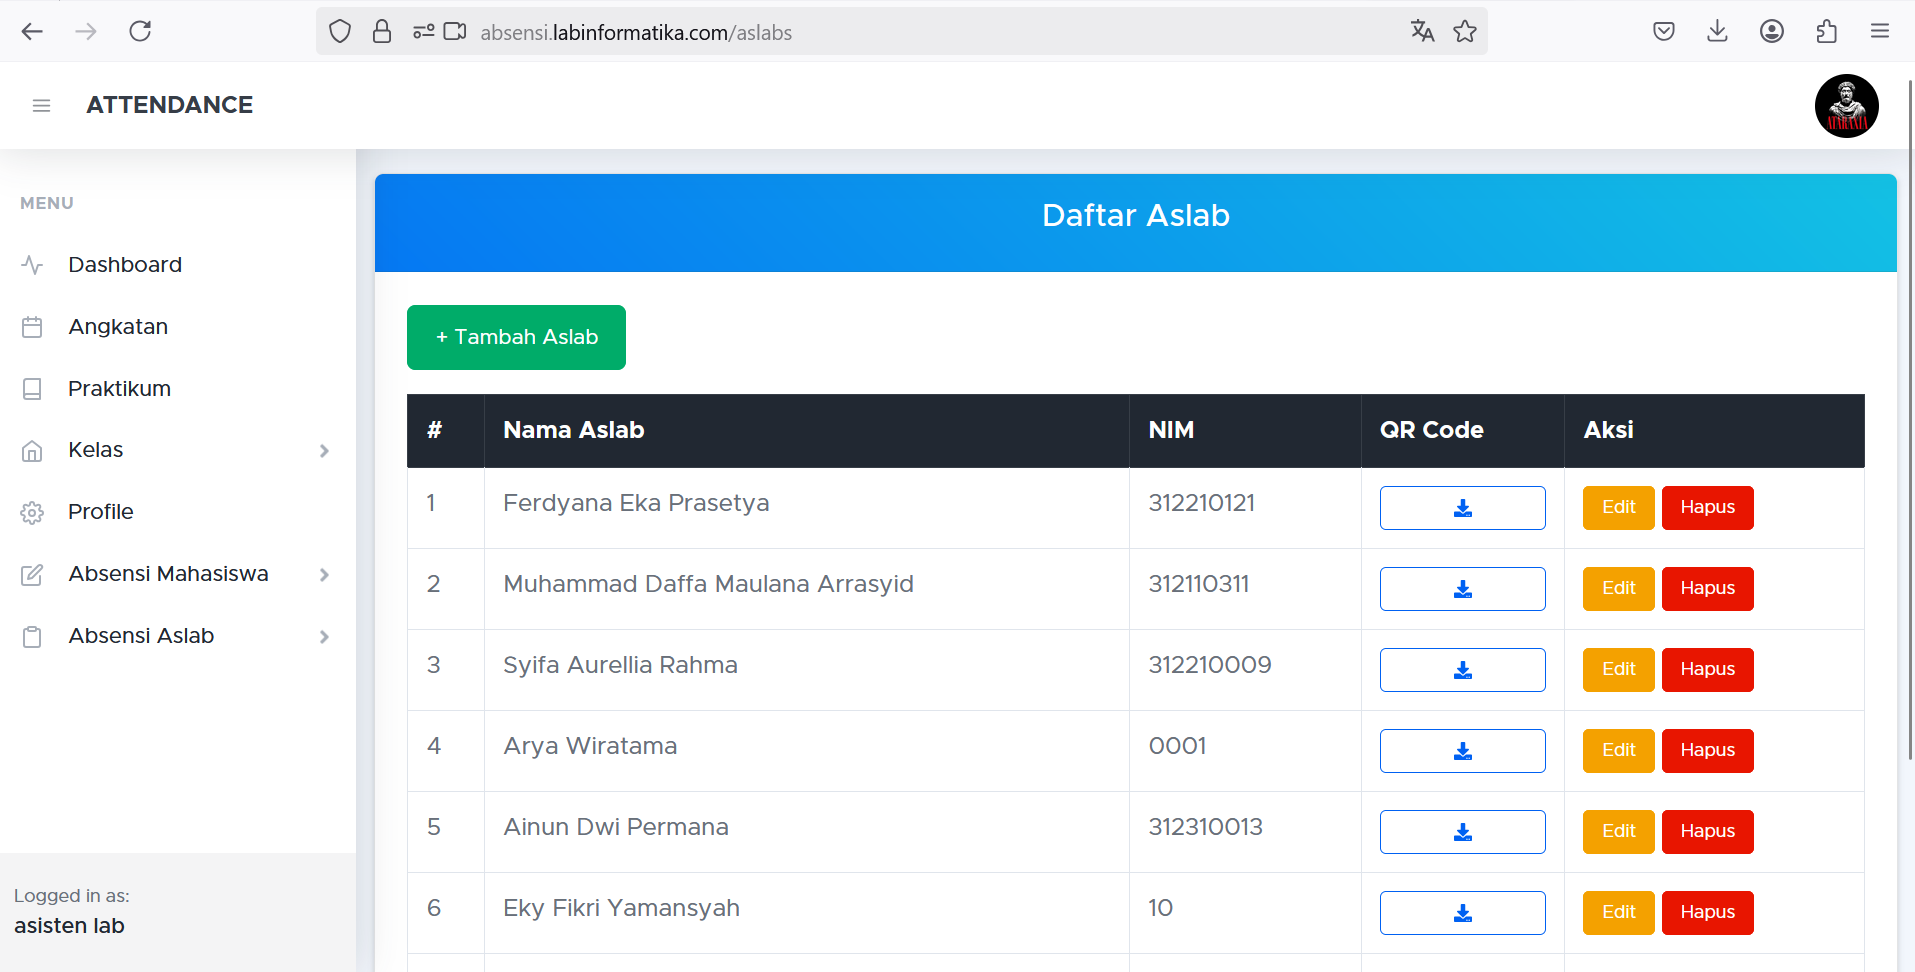 absensi.labinformatika.com/aslabs
ATTENDANCE
ATARAXIA
MENU
Dashboard
Angkatan
Praktikum
Kelas
Profile
Absensi Mahasiswa
Absensi Aslab
Logged in as:
asisten lab
Daftar Aslab
+ Tambah Aslab
# Nama Aslab NIM QR Code Aksi
1 Ferdyana Eka Prasetya 312210121 Edit Hapus
2 Muhammad Daffa Maulana Arrasyid 312110311 Edit Hapus
3 Syifa Aurellia Rahma 312210009 Edit Hapus
4 Arya Wiratama 0001 Edit Hapus
5 Ainun Dwi Permana 312310013 Edit Hapus
6 Eky Fikri Yamansyah 10 Edit Hapus